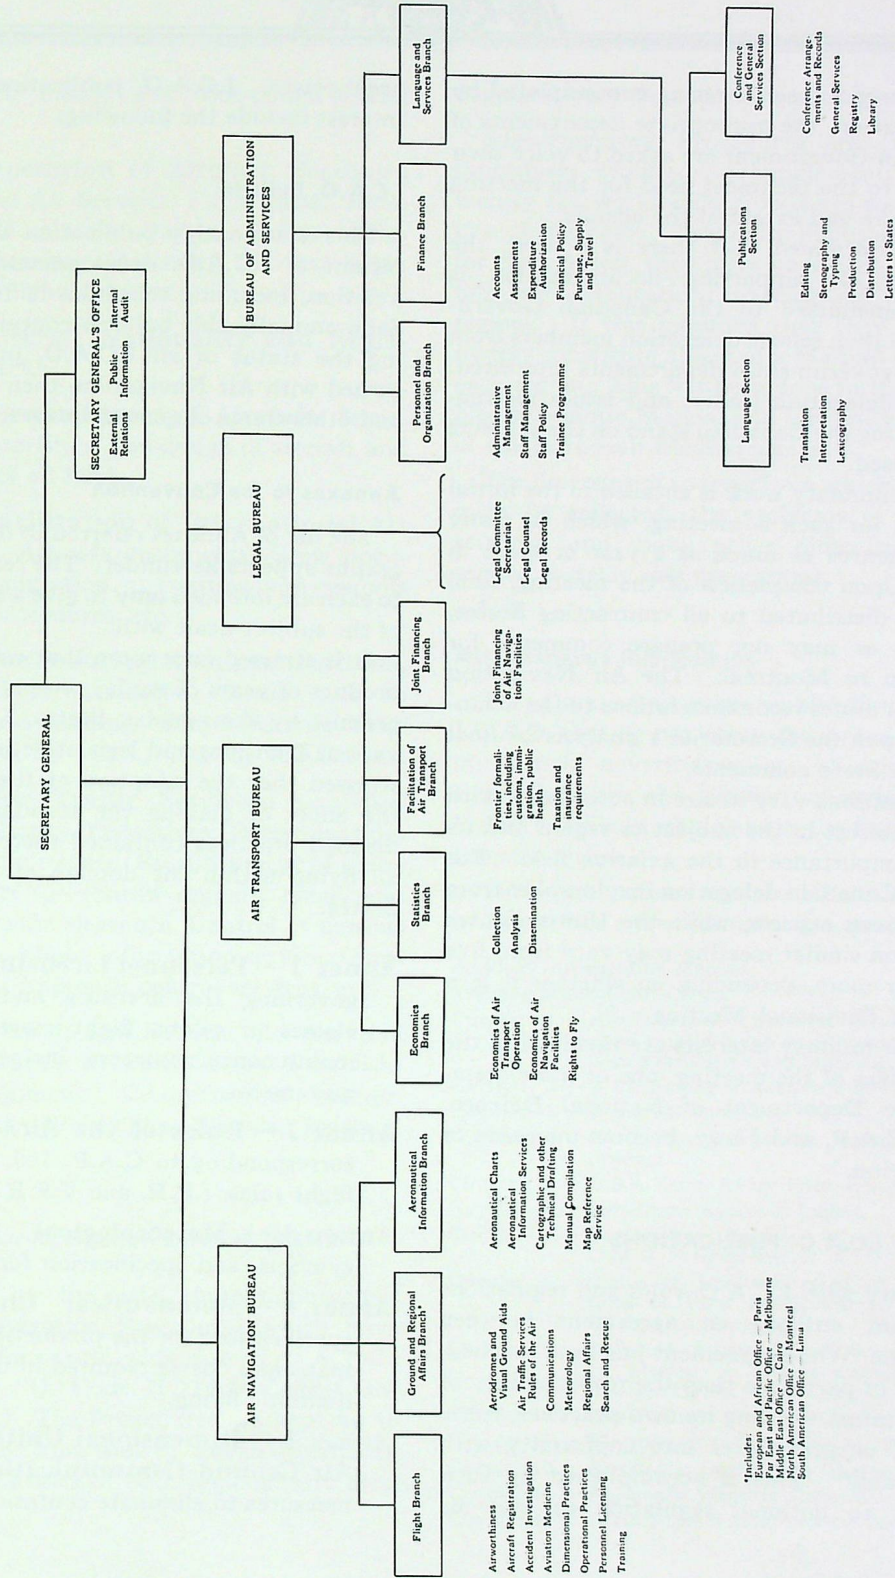 SECRETARY GENERAL
SECRETARY GENERAL'S OFFICE
External
Relations
Public
Information
Internal
Audit
AIR NAVIGATION BUREAU
AIR TRANSPORT BUREAU
LEGAL BUREAU
BUREAU OF ADMINISTRATION
AND SERVICES
Flight Branch
Airworthiness
Aircraft Registration
Accident Investigation
Aviation Medicine
Dimensional Practices
Operational Practices
Personnel Licensing
Training
Ground and Regional
Affairs Branch*
Aerodromes and
Visual Ground Aids
Air Traffic Services
Rules of the Air
Communications
Meteorology
Regional Affairs
Search and Rescue
Aeronautical
Information Branch
Aeronautical Charts
Aeronautical
Information Services
Cartographic and other
Technical Drafting
Manual Compilation
Map Reference
Service
Economics
Branch
Economics of Air
Transport
Operation
Economics of Air
Navigation
Facilities
Rights to Fly
Statistics
Branch
Collection
Analysis
Dissemination
Facilitation of
Air Transport
Branch
Frontier formali-
ties, including
customs, immi-
gration, public
health
Taxation and
insurance
requirements
Joint Financing
Branch
Joint Financing
of Air Naviga-
tion Facilities
Legal Committee
Secretariat
Legal Counsel
Legal Records
Personnel and
Organization Branch
Administrative
Management
Staff Management
Staff Policy
Trainee Programme
Finance Branch
Accounts
Assessments
Expenditure
Authorization
Financial Policy
Purchase, Supply
and Travel
Language and
Services Branch
Language Section
Translation
Interpretation
Lexicography
Publications
Section
Editing
Stenography and
Typing
Production
Distribution
Letters to States
Conference
and General
Services Section
Conference Arrange-
ments and Records
General Services
Registry
Library
*Includes:
European and African Office — Paris
Far East and Pacific Office — Melbourne
Middle East Office — Cairo
North American Office — Montreal
South American Office — Lima